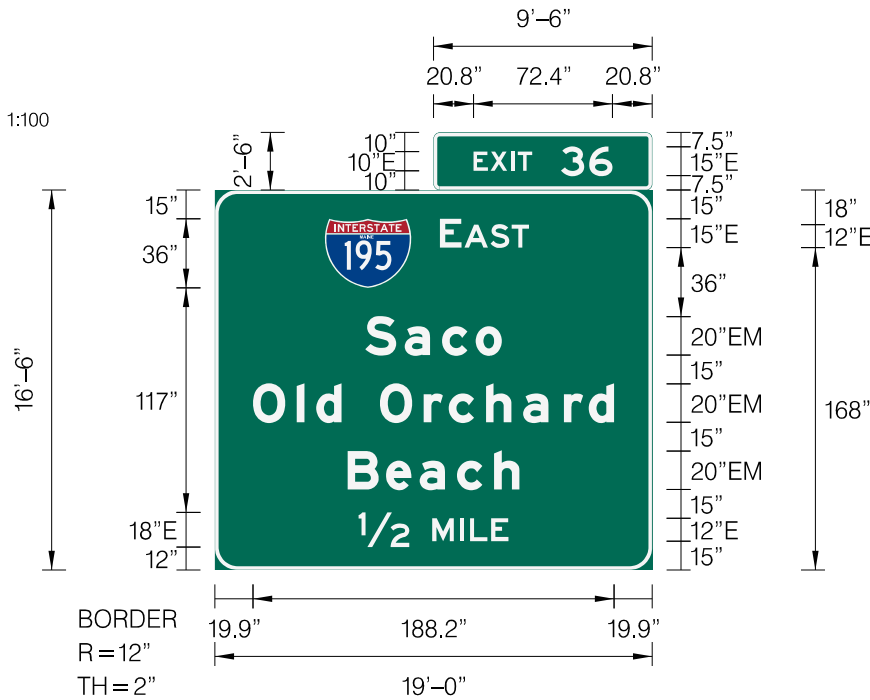 9’–6”
20.8” 72.4” 20.8”
1:100
2’–6”
10”
10”E
10”
EXIT 36
7.5”
15”E
7.5”
16’–6”
15”
36”
117”
18”E
12”
INTERSTATE
MAINE
195
EAST
Saco
Old Orchard
Beach
1/2 MILE
15”
15”E
36”
20”EM
15”
20”EM
15”
20”EM
15”
12”E
15”
18”
12”E
168”
19.9” 188.2” 19.9”
19’–0”
BORDER
R=12”
TH=2”